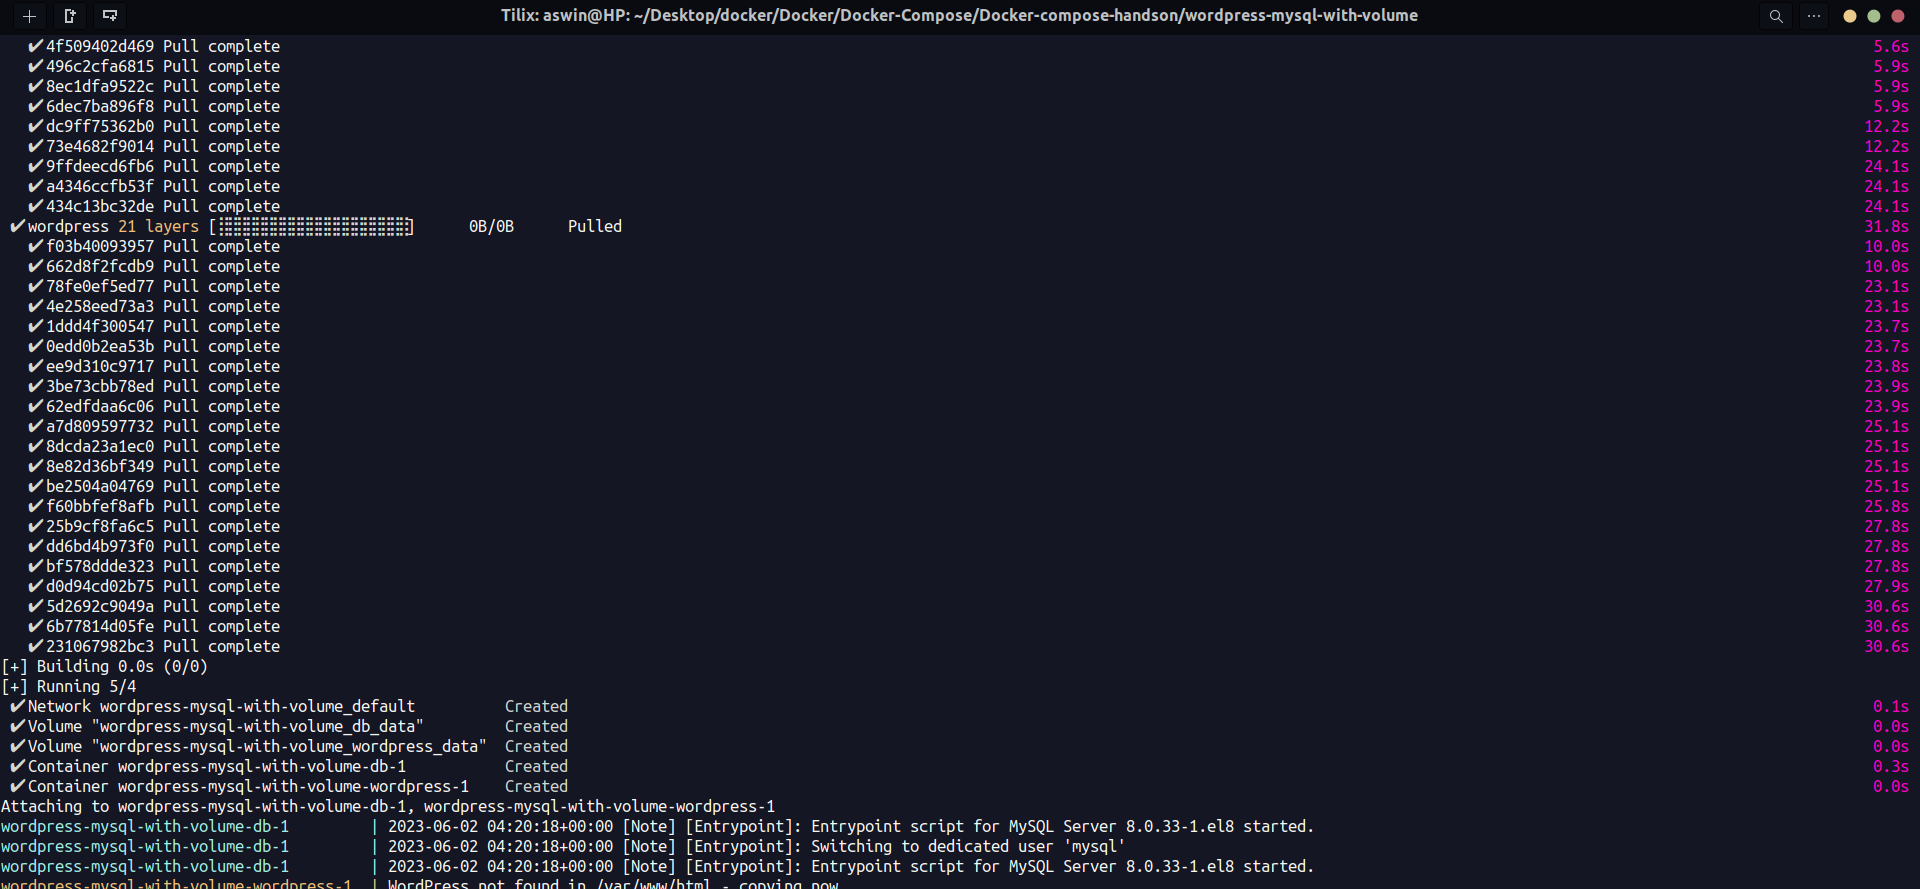 Tilix: aswin@HP: ~/Desktop/docker/Docker/Docker-Compose/Docker-compose-handson/wordpress-mysql-with-volume
✔ 4f509402d469 Pull complete 5.6s
✔ 496c2cfa6815 Pull complete 5.9s
✔ 8ec1dfa9522c Pull complete 5.9s
✔ 6dec7ba896f8 Pull complete 5.9s
✔ dc9ff75362b0 Pull complete 12.2s
✔ 73e4682f9014 Pull complete 12.2s
✔ 9ffdeecd6fb6 Pull complete 24.1s
✔ a4346ccfb53f Pull complete 24.1s
✔ 434c13bc32de Pull complete 24.1s
✔ wordpress 21 layers [⣿⣿⣿⣿⣿⣿⣿⣿⣿⣿⣿⣿⣿⣿⣿⣿⣿⣿⣿⣿⣿] 0B/0B Pulled 31.8s
✔ f03b40093957 Pull complete 10.0s
✔ 662d8f2fcdb9 Pull complete 10.0s
✔ 78fe0ef5ed77 Pull complete 23.1s
✔ 4e258eed73a3 Pull complete 23.1s
✔ 1ddd4f300547 Pull complete 23.7s
✔ 0edd0b2ea53b Pull complete 23.7s
✔ ee9d310c9717 Pull complete 23.8s
✔ 3be73cbb78ed Pull complete 23.9s
✔ 62edfdaa6c06 Pull complete 23.9s
✔ a7d809597732 Pull complete 25.1s
✔ 8dcda23a1ec0 Pull complete 25.1s
✔ 8e82d36bf349 Pull complete 25.1s
✔ be2504a04769 Pull complete 25.1s
✔ f60bbfef8afb Pull complete 25.8s
✔ 25b9cf8fa6c5 Pull complete 27.8s
✔ dd6bd4b973f0 Pull complete 27.8s
✔ bf578ddde323 Pull complete 27.8s
✔ d0d94cd02b75 Pull complete 27.9s
✔ 5d2692c9049a Pull complete 30.6s
✔ 6b77814d05fe Pull complete 30.6s
✔ 231067982bc3 Pull complete 30.6s
[+] Building 0.0s (0/0)
[+] Running 5/4
✔ Network wordpress-mysql-with-volume_default Created 0.1s
✔ Volume "wordpress-mysql-with-volume_db_data" Created 0.0s
✔ Volume "wordpress-mysql-with-volume_wordpress_data" Created 0.0s
✔ Container wordpress-mysql-with-volume-db-1 Created 0.3s
✔ Container wordpress-mysql-with-volume-wordpress-1 Created 0.0s
Attaching to wordpress-mysql-with-volume-db-1, wordpress-mysql-with-volume-wordpress-1
wordpress-mysql-with-volume-db-1 | 2023-06-02 04:20:18+00:00 [Note] [Entrypoint]: Entrypoint script for MySQL Server 8.0.33-1.el8 started.
wordpress-mysql-with-volume-db-1 | 2023-06-02 04:20:18+00:00 [Note] [Entrypoint]: Switching to dedicated user 'mysql'
wordpress-mysql-with-volume-db-1 | 2023-06-02 04:20:18+00:00 [Note] [Entrypoint]: Entrypoint script for MySQL Server 8.0.33-1.el8 started.
wordpress-mysql-with-volume-wordpress-1 | WordPress not found in /var/www/html - copying now